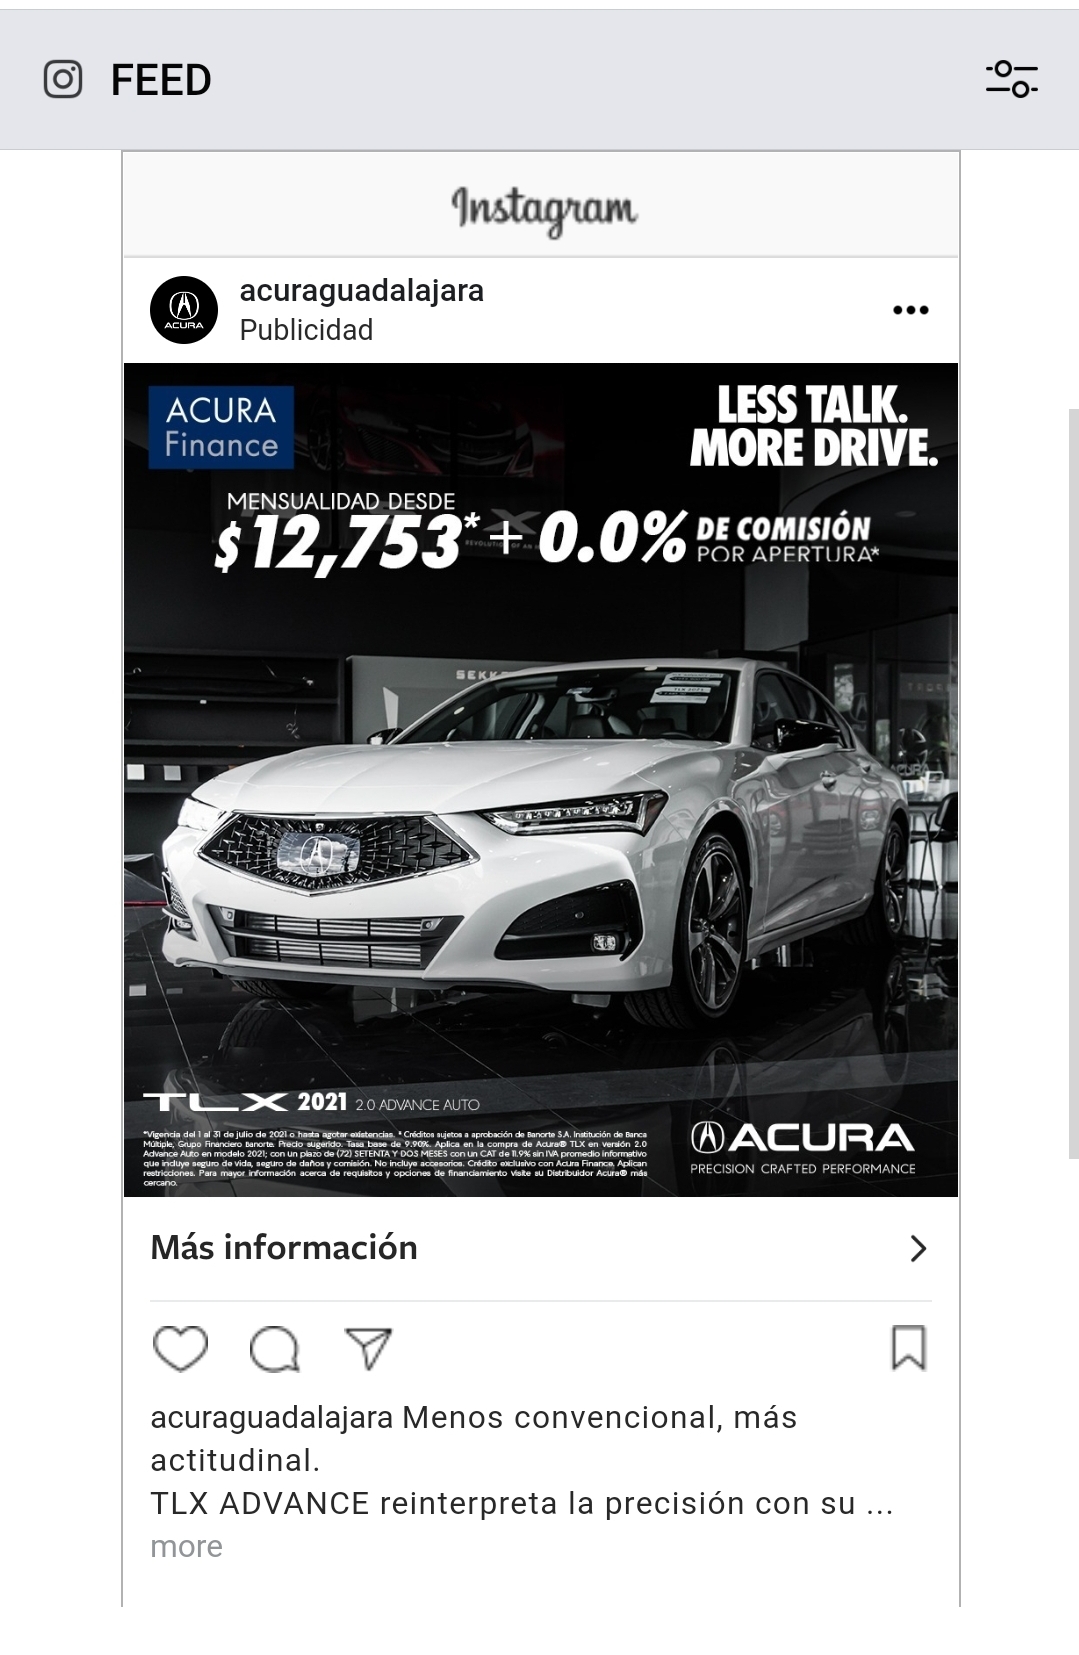 FEED
Instagram
acuraguadalajara
Publicidad
ACURA
Finance
LESS TALK.
MORE DRIVE.
MENSUALIDAD DESDE
$12,753* + 0.0% DE COMISIÓN
POR APERTURA*
SEKK
TLX 2021 2.0 ADVANCE AUTO
*Vigencia del 1 al 31 de julio de 2021 o hasta agotar existencias. * Créditos sujetos a aprobación de Banorte S.A. Institución de Banca
Múltiple, Grupo Financiero Banorte. Precio sugerido. Tasa base de 9.90%. Aplica en la compra de Acura® TLX en versión 2.0
Advance Auto en modelo 2021; con un plazo de (72) SETENTA Y DOS MESES con un CAT de 11.9% sin IVA promedio informativo
que incluye seguro de vida, seguro de daños y comisión. No incluye accesorios. Crédito exclusivo con Acura Finance, Aplican
restricciones. Para mayor información acerca de requisitos y opciones de financiamiento visite su Distribuidor Acura® más
cercano.
ACURA
PRECISION CRAFTED PERFORMANCE
Más información
acuraguadalajara Menos convencional, más
actitudinal.
TLX ADVANCE reinterpreta la precisión con su ...
more